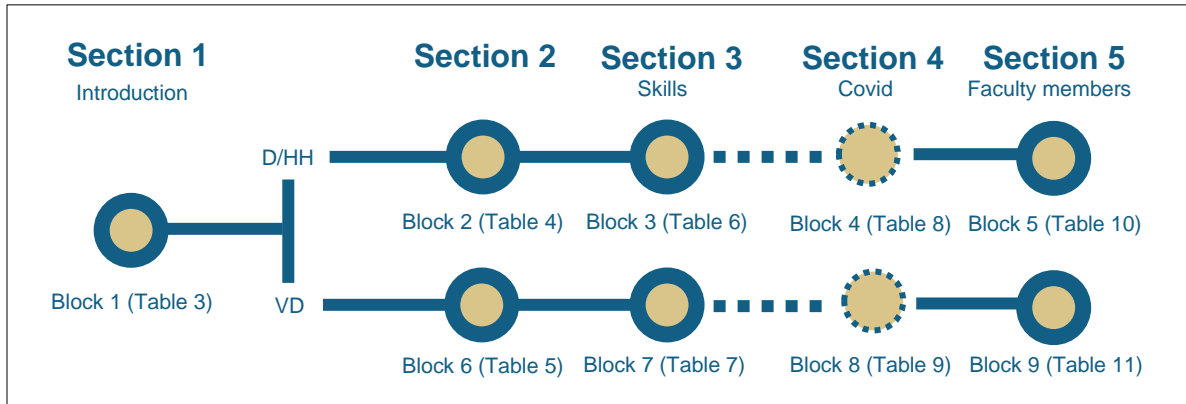 Section 1
Introduction
Section 2
Section 3
Skills
Section 4
Covid
Section 5
Faculty members
D/HH
Block 2 (Table 4)
Block 3 (Table 6)
Block 4 (Table 8)
Block 5 (Table 10)
Block 1 (Table 3)
VD
Block 6 (Table 5)
Block 7 (Table 7)
Block 8 (Table 9)
Block 9 (Table 11)